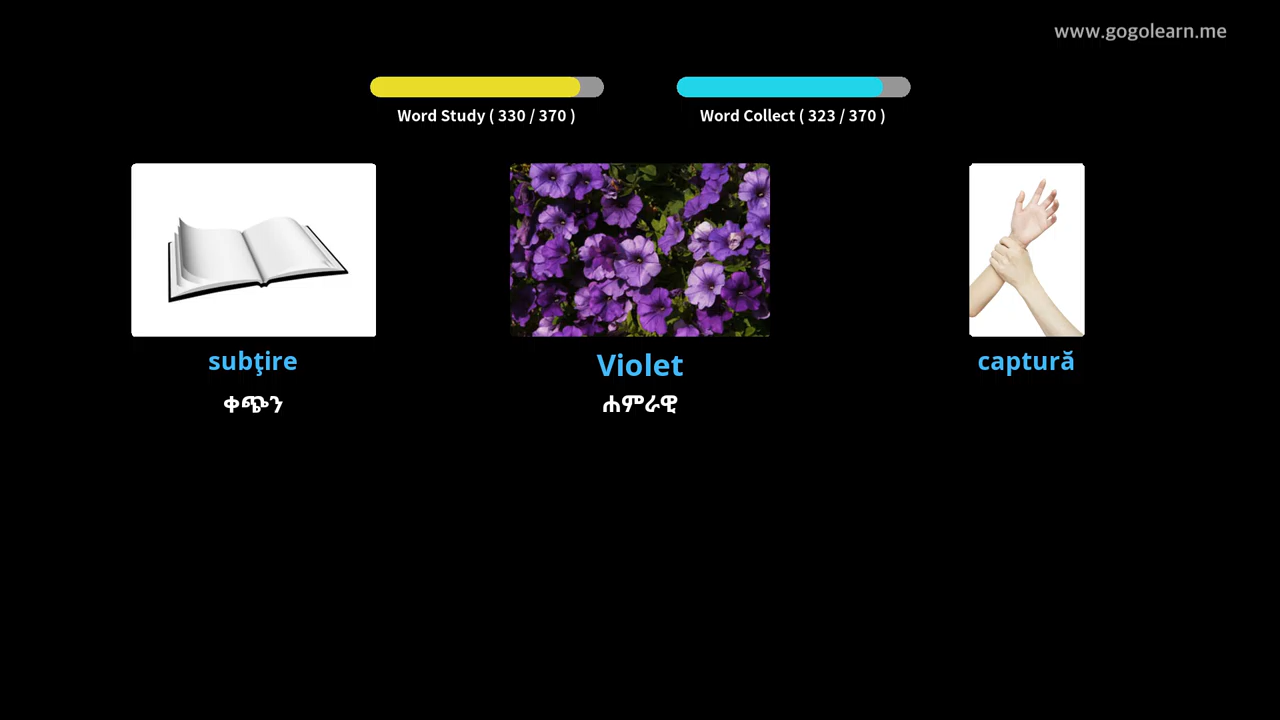 www.gogolearn.me
Word Study ( 330 / 370 )
Word Collect ( 323 / 370 )
subţire
Violet
captură
ቀጭን
ሐምራዊ